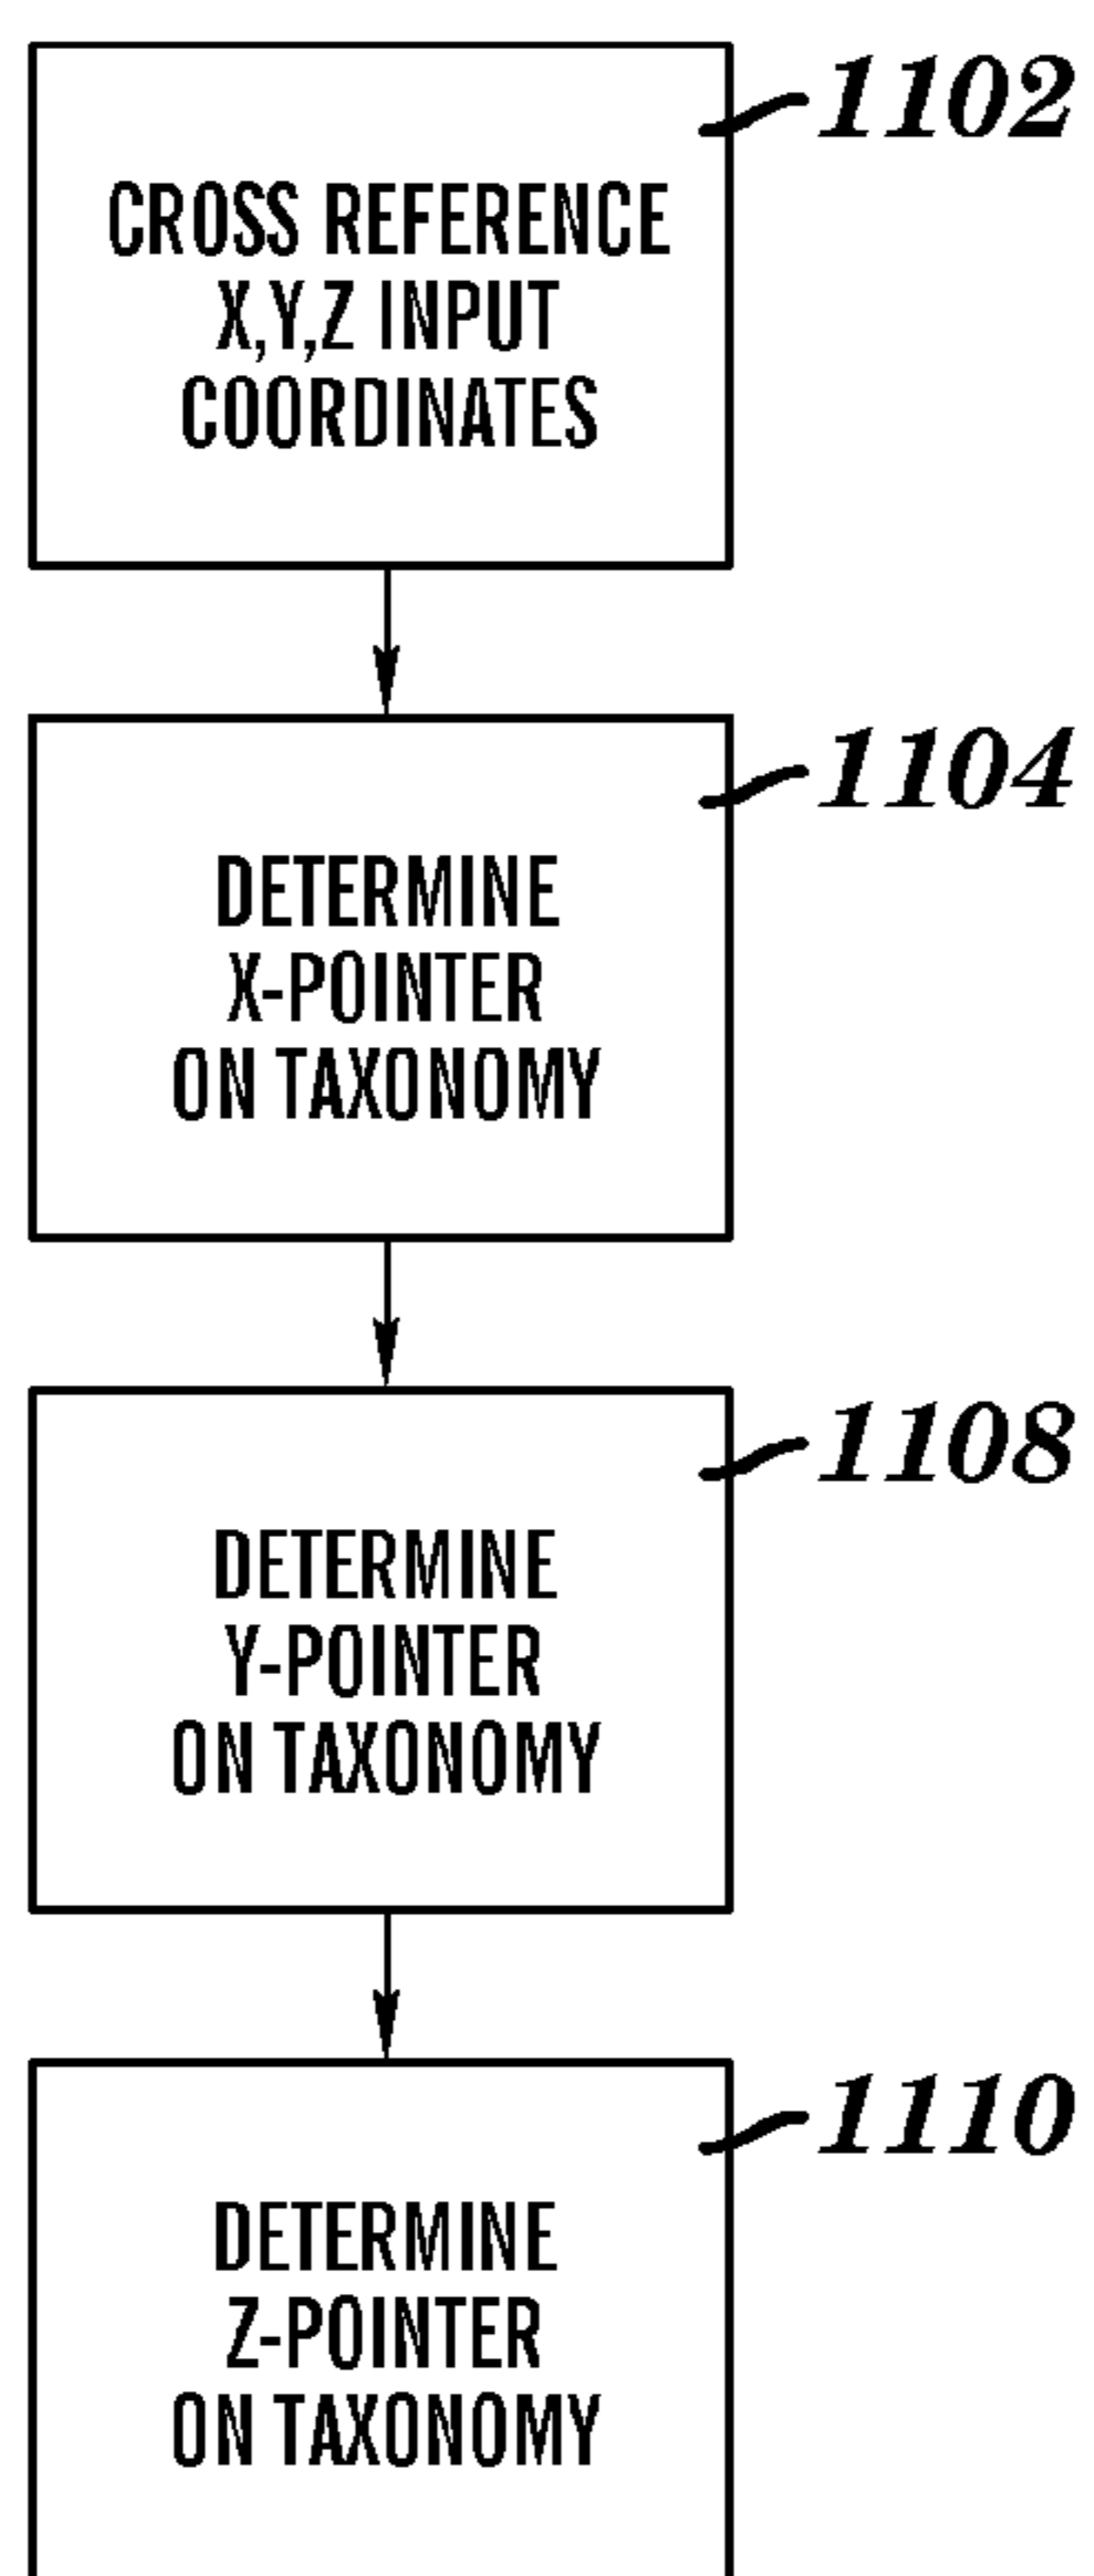 1102
CROSS REFERENCE
X,Y,Z INPUT
COORDINATES
1104
DETERMINE
X-POINTER
ON TAXONOMY
1108
DETERMINE
Y-POINTER
ON TAXONOMY
1110
DETERMINE
Z-POINTER
ON TAXONOMY